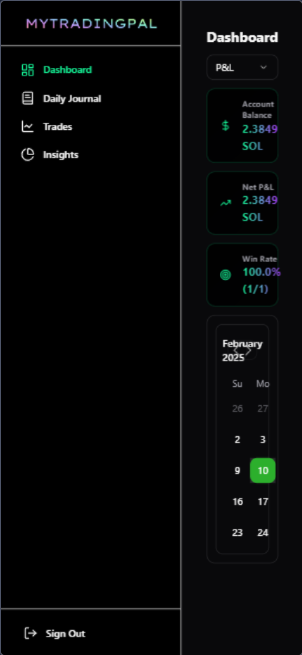 MYTRADINGPAL
Dashboard
Daily Journal
Trades
Insights
Sign Out
Dashboard
P&L
Account
Balance
2.3849
SOL
Net P&L
2.3849
SOL
Win Rate
100.0%
(1/1)
February
2025
Su Mo
26 27
2 3
9 10
16 17
23 24